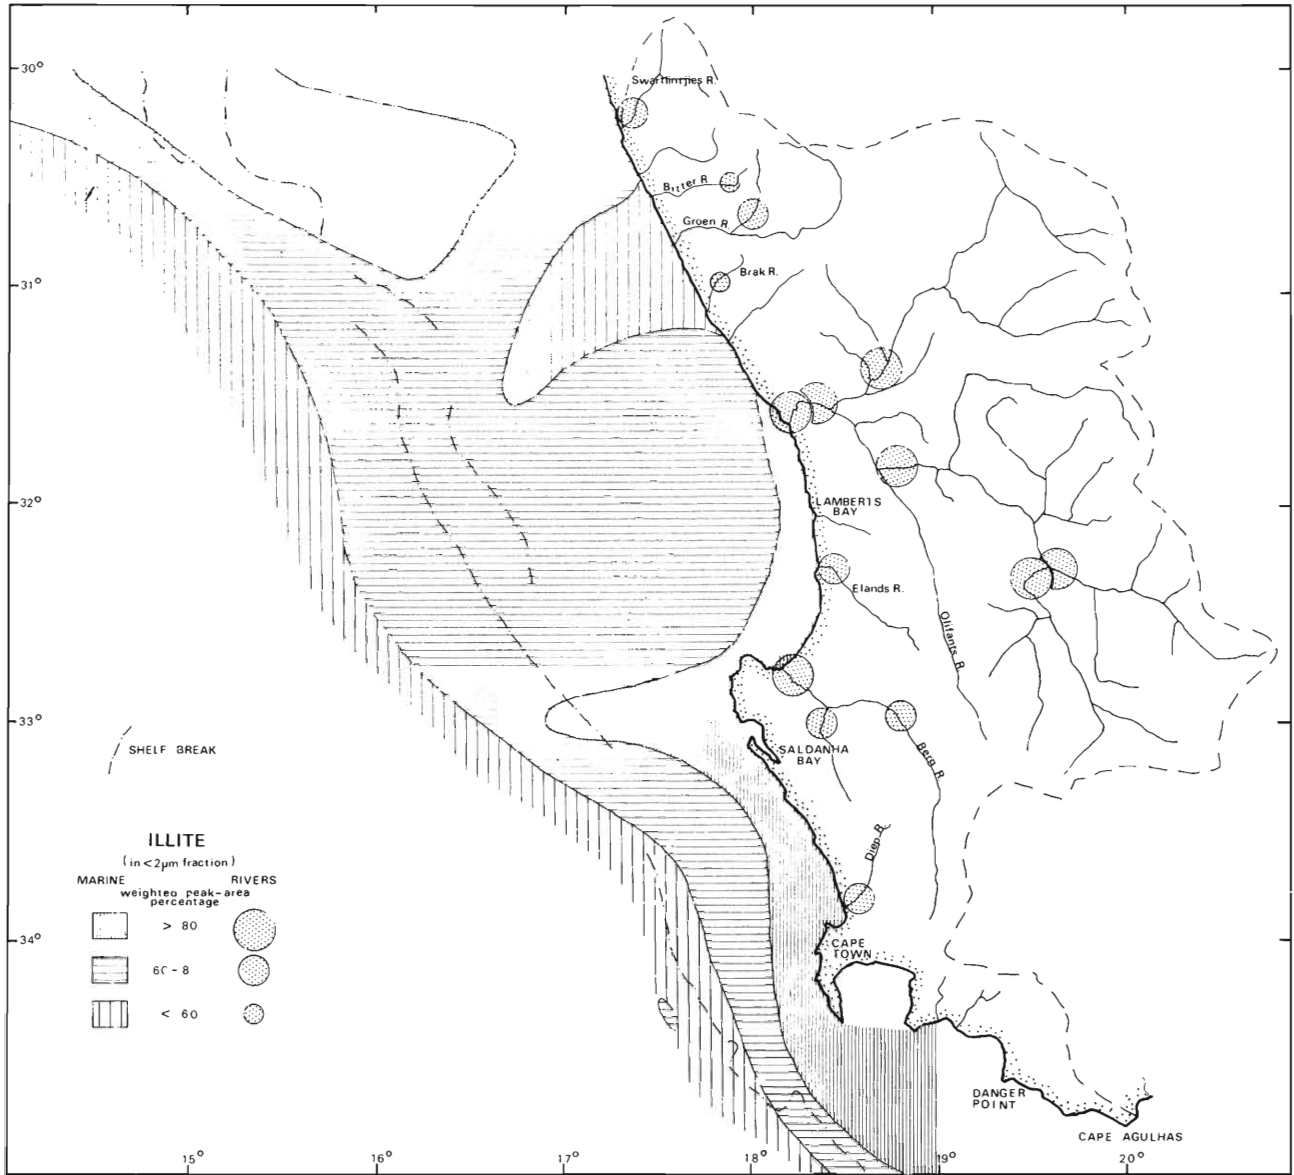 30°
Swartlintjies R.
Bitter R.
Groen R.
Brak R.
31°
32°
LAMBERTS
BAY
Elands R.
Olifants R.
33°
SHELF BREAK
SALDANHA
BAY
Berg R.
Diep R.
ILLITE
(in <2µm fraction)
MARINE
RIVERS
weighted peak-area
percentage
> 80
60-8
< 60
34°
CAPE
TOWN
DANGER
POINT
CAPE AGULHAS
15°
16°
17°
18°
19°
20°